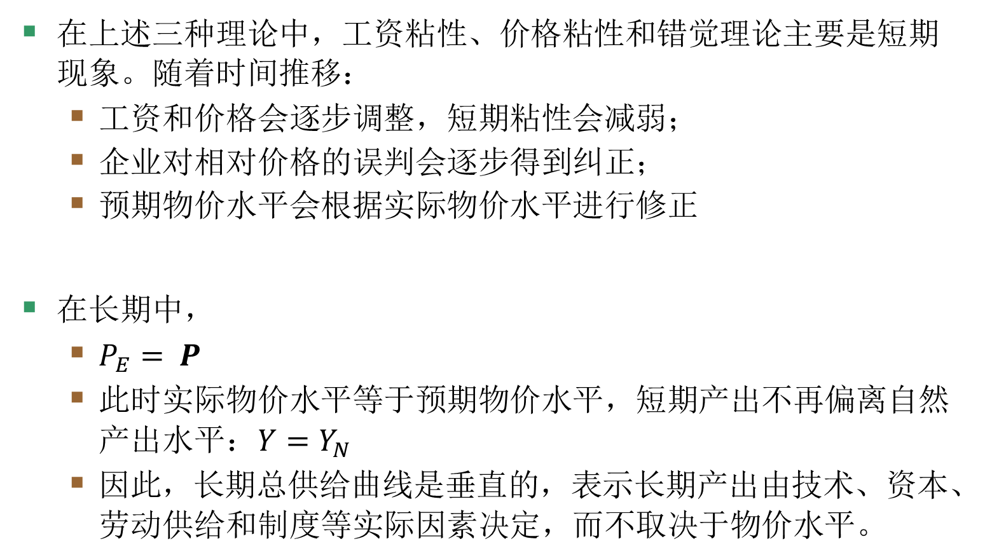 在上述三种理论中，工资粘性、价格粘性和错觉理论主要是短期
现象。随着时间推移：
工资和价格会逐步调整，短期粘性会减弱；
企业对相对价格的误判会逐步得到纠正；
预期物价水平会根据实际物价水平进行修正
在长期中，
P_E = P
此时实际物价水平等于预期物价水平，短期产出不再偏离自然
产出水平：Y = Y_N
因此，长期总供给曲线是垂直的，表示长期产出由技术、资本、
劳动供给和制度等实际因素决定，而不取决于物价水平。